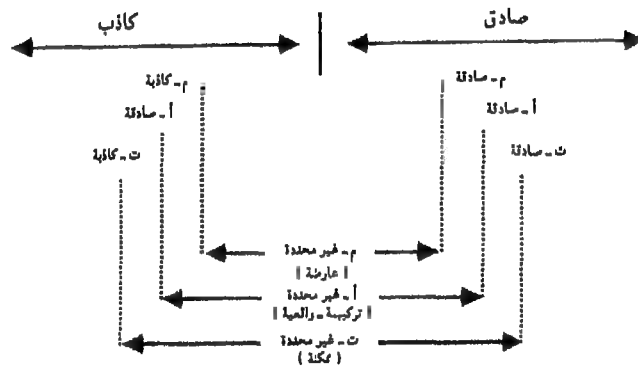 صادق
كاذب
م - صادقة
م - كاذبة
أ - صادقة
أ - صادقة
ت - صادقة
ت - كاذبة
م - غير محددة
( عارضة )
أ - غير محددة
( تركيبية - واقعية )
ت - غير محددة
( ممكنة )